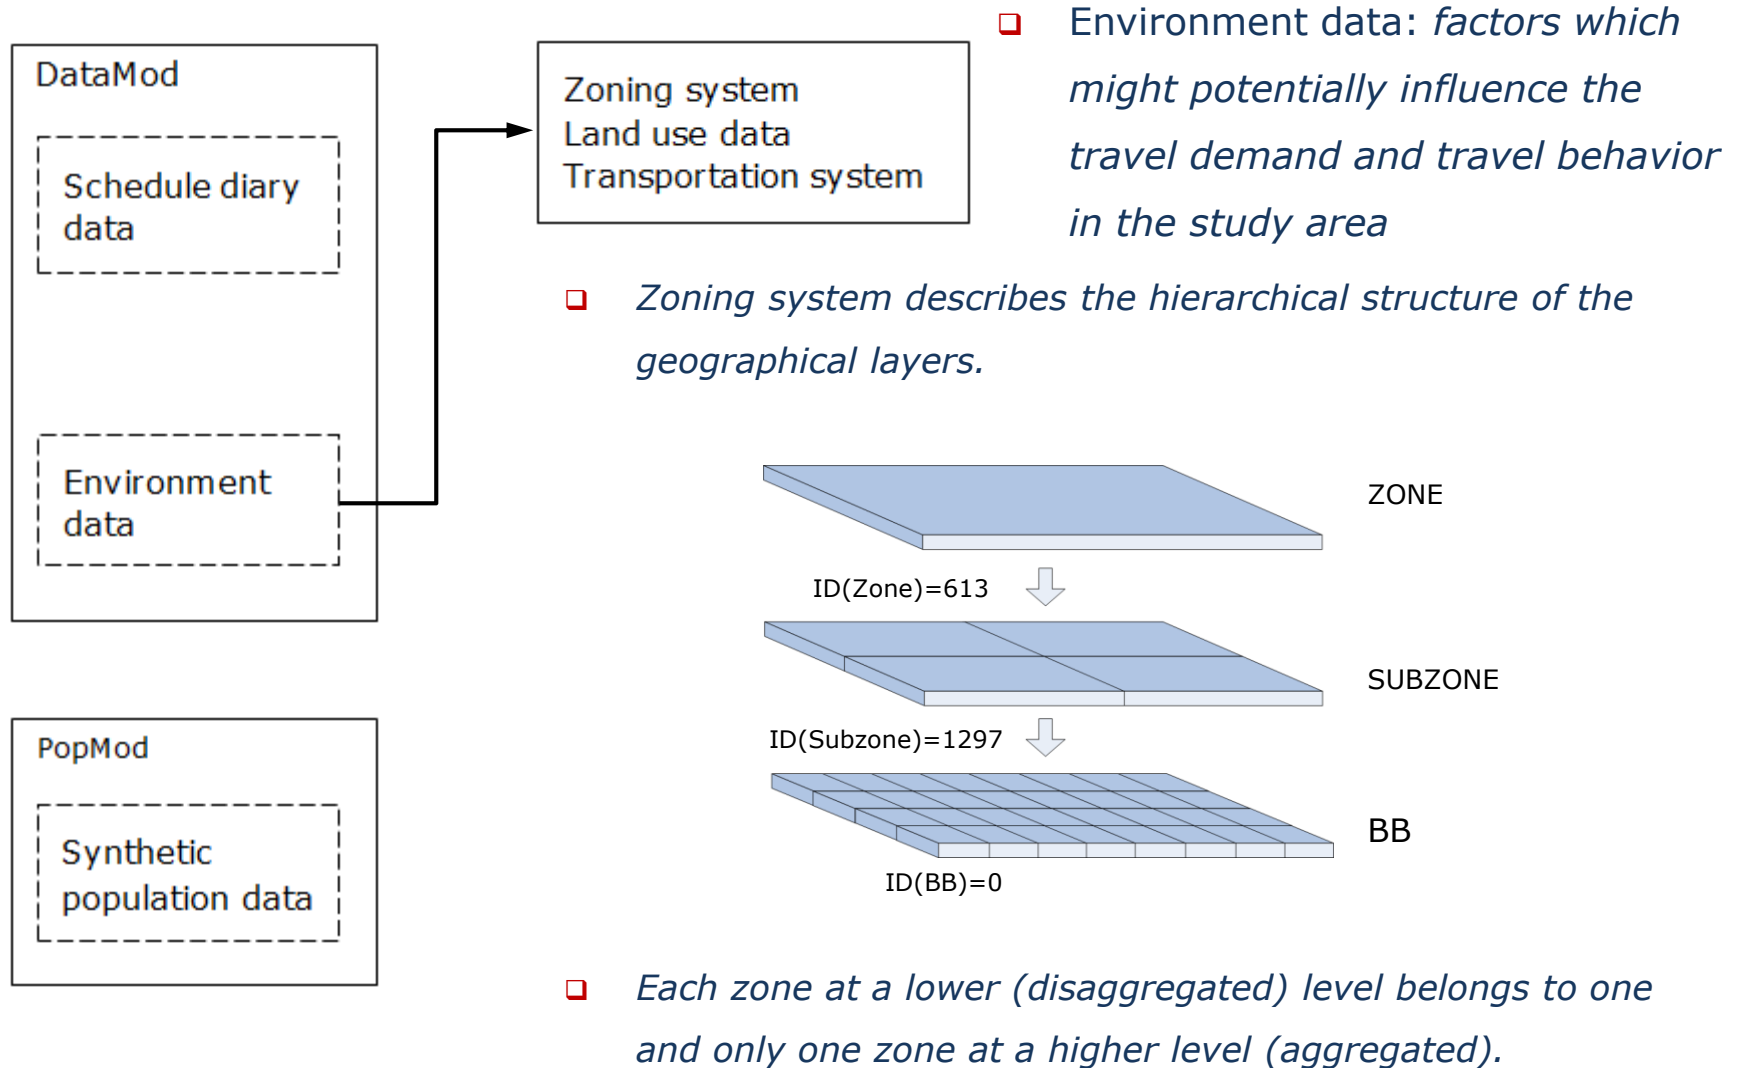 DataMod
Schedule diary
data
Environment
data
PopMod
Synthetic
population data
Zoning system
Land use data
Transportation system
Environment data: factors which
might potentially influence the
travel demand and travel behavior
in the study area
Zoning system describes the hierarchical structure of the
geographical layers.
ZONE
ID(Zone)=613
SUBZONE
ID(Subzone)=1297
BB
ID(BB)=0
Each zone at a lower (disaggregated) level belongs to one
and only one zone at a higher level (aggregated).